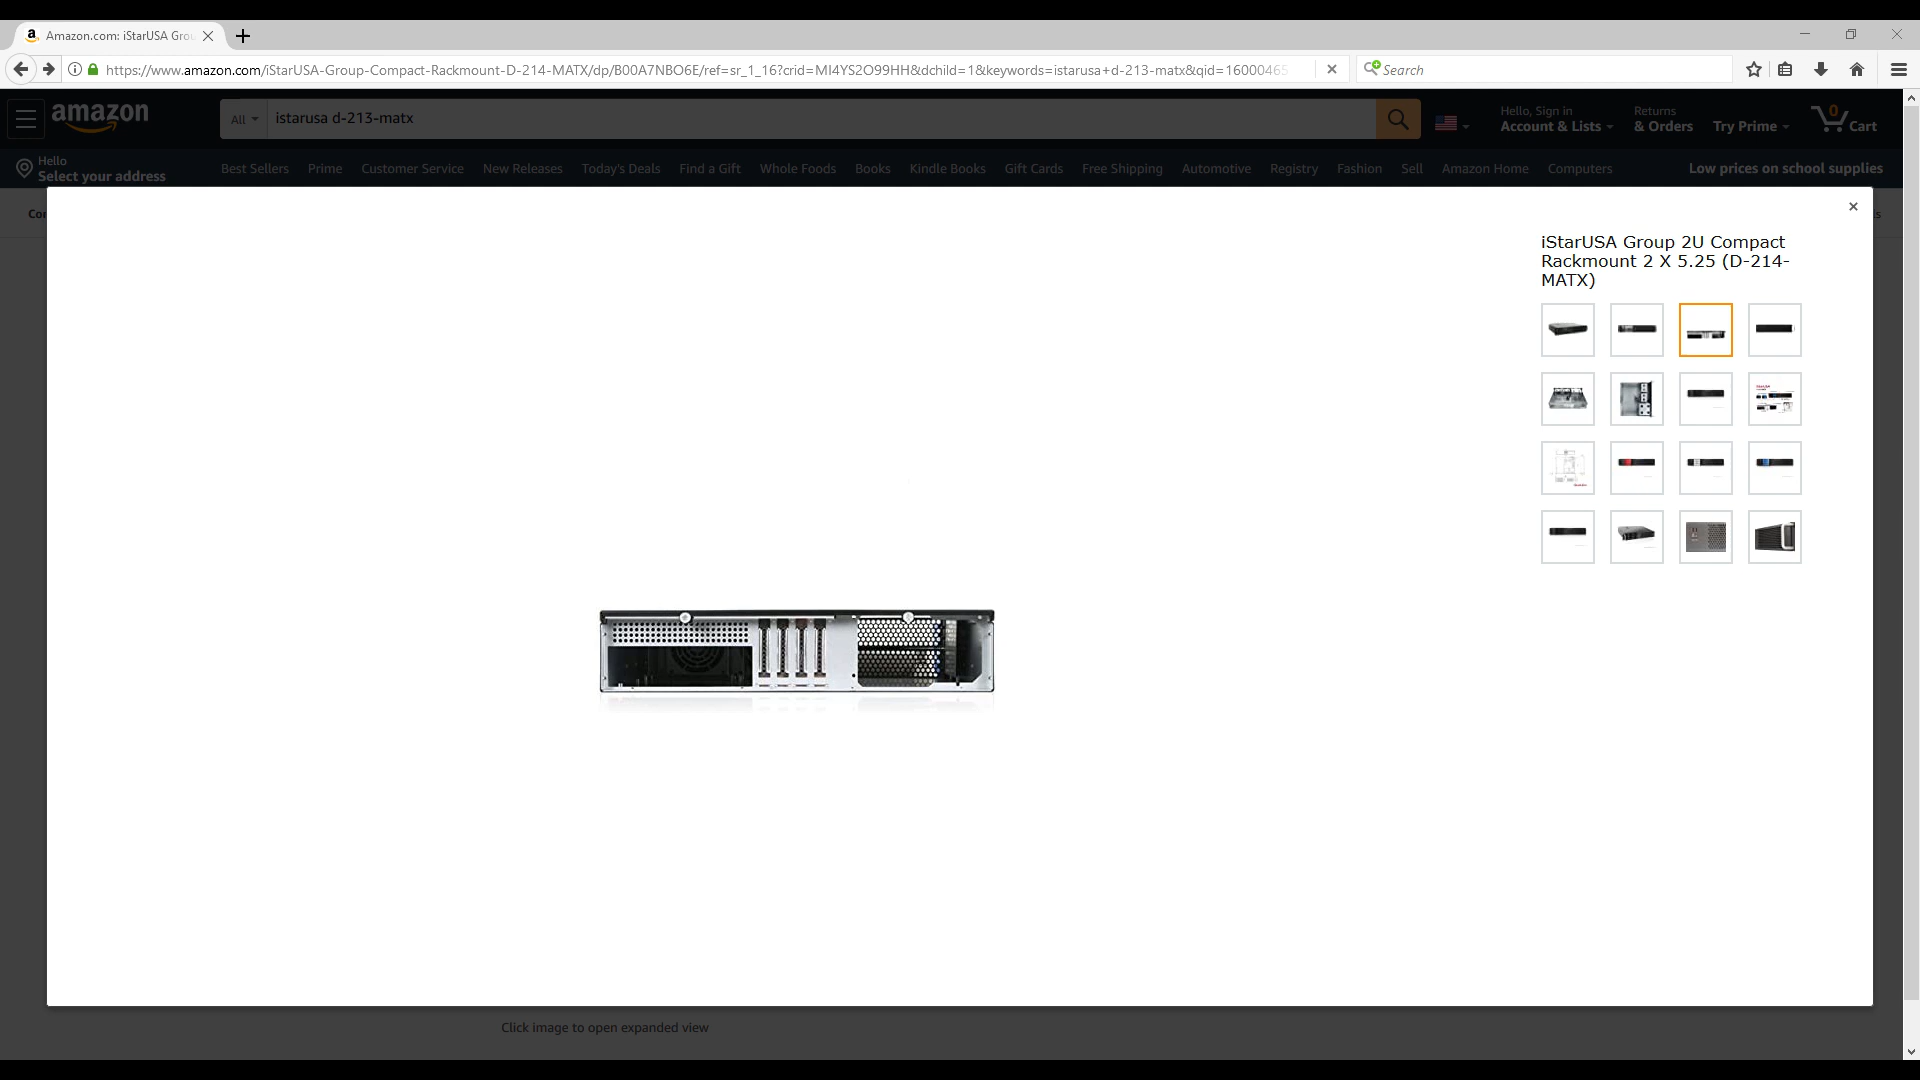 Amazon.com: iStarUSA Grou
https://www.amazon.com/iStarUSA-Group-Compact-Rackmount-D-214-MATX/dp/B00A7NBO6E/ref=sr_1_16?crid=MI4YS2O99HH&dchild=1&keywords=istarusa+d-213-matx&qid=16000465
Search
amazon
All
istarusa d-213-matx
Hello, Sign in
Account & Lists
Returns
& Orders
Try Prime
0
Cart
Hello
Select your address
Best Sellers Prime Customer Service New Releases Today's Deals Find a Gift Whole Foods Books Kindle Books Gift Cards Free Shipping Automotive Registry Fashion Sell Amazon Home Computers
Low prices on school supplies
iStarUSA Group 2U Compact
Rackmount 2 X 5.25 (D-214-
MATX)
Click image to open expanded view